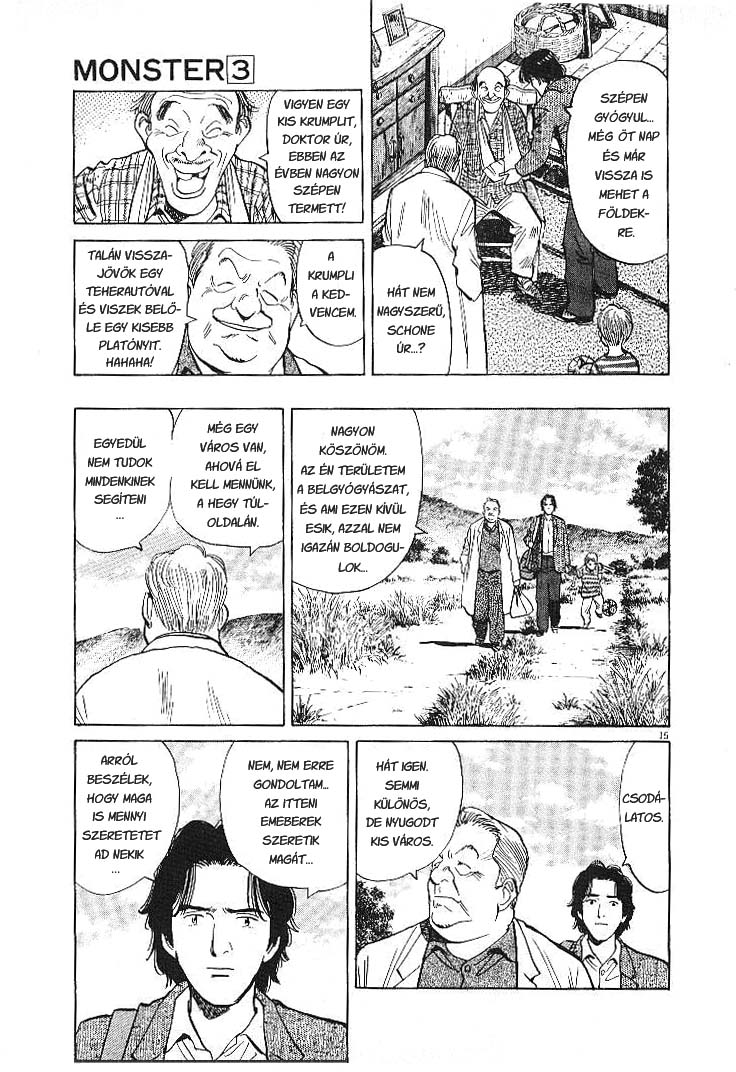 MONSTER 3
SZÉPEN
GYÓGYUL...
MÉG ÖT NAP
ÉS MÁR
VISSZA IS
MEHET A
FÖLDEK-
RE.
HÁT NEM
NAGYSZERŰ,
SCHONE
ÚR...?
VIGYEN EGY
KIS KRUMPLIT,
DOKTOR ÚR,
EBBEN AZ
ÉVBEN NAGYON
SZÉPEN
TERMETT!
A
KRUMPLI
A KED-
VENCEM.
TALÁN VISSZA-
JÖVÖK EGY
TEHERAUTÓVAL
ÉS VISZEK BELŐ-
LE EGY KISEBB
PLATÓNYIT.
HAHAHA!
NAGYON
KÖSZÖNÖM.
AZ ÉN TERÜLETEM
A BELGYÓGYÁSZAT,
ÉS AMI EZEN KÍVÜL
ESIK, AZZAL NEM
IGAZÁN BOLDOGU-
LOK...
MÉG EGY
VÁROS VAN,
AHOVÁ EL
KELL MENNÜNK,
A HEGY TÚL-
OLDALÁN.
EGYEDÜL
NEM TUDOK
MINDENKINEK
SEGÍTENI
...
15
CSODÁ-
LATOS.
HÁT IGEN.
SEMMI
KÜLÖNÖS,
DE NYUGODT
KIS VÁROS.
NEM, NEM ERRE
GONDOLTAM...
AZ ITTENI
EMEBEREK
SZERETIK
MAGÁT...
ARRÓL
BESZÉLEK,
HOGY MAGA
IS MENNYI
SZERETETET
AD NEKIK
...